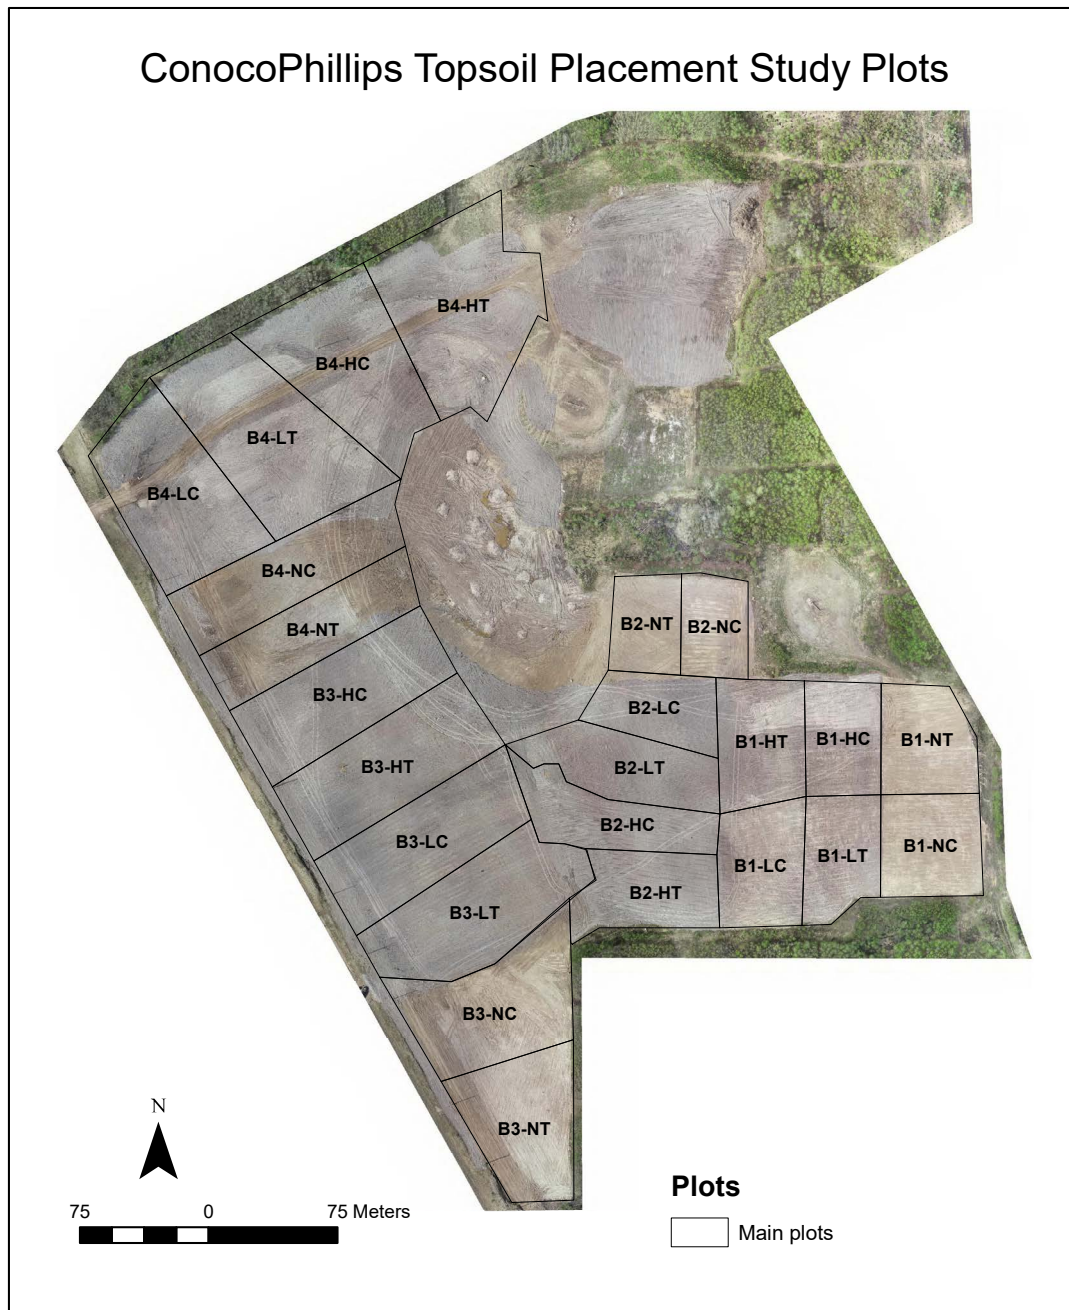 ConocoPhillips Topsoil Placement Study Plots
B4-HT
B4-HC
B4-LT
B4-LC
B4-NC
B4-NT
B2-NT
B2-NC
B3-HC
B2-LC
B1-HT
B1-HC
B1-NT
B3-HT
B2-LT
B2-HC
B3-LC
B1-LC
B1-LT
B1-NC
B2-HT
B3-LT
B3-NC
B3-NT
N
75 0 75 Meters
Plots
Main plots